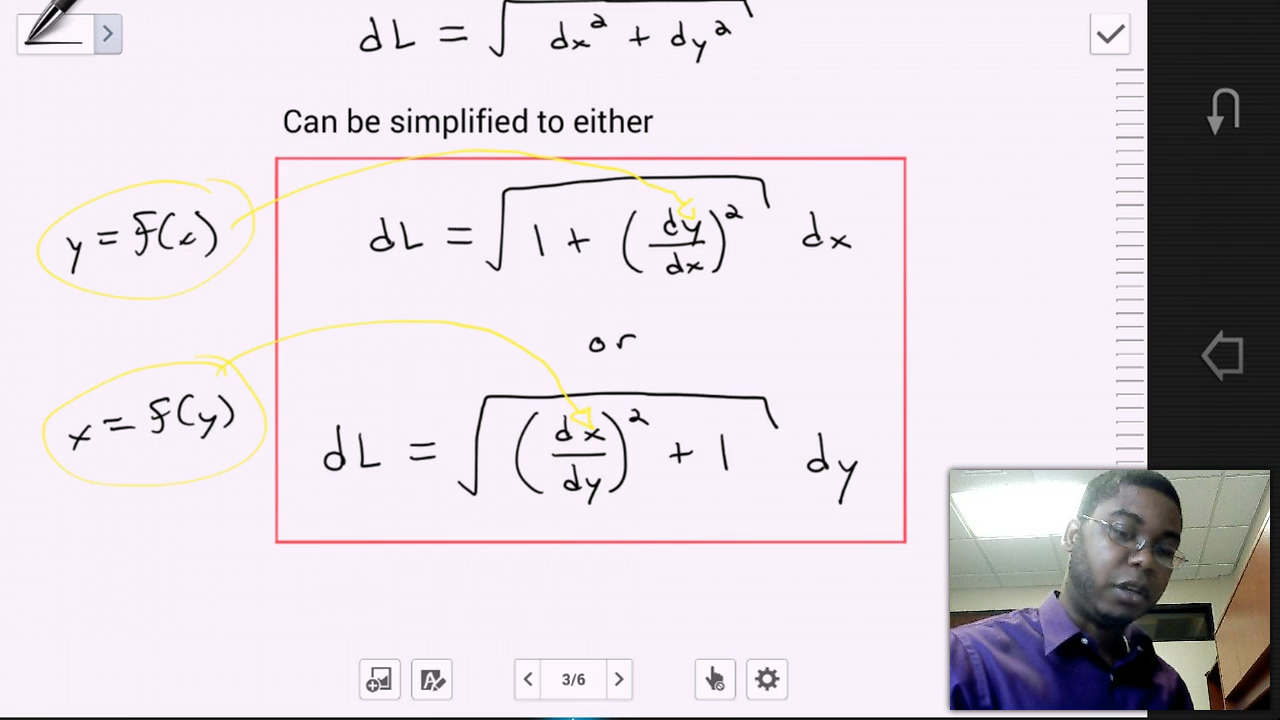 dL = √(dx² + dy²)
Can be simplified to either
y = f(x)
dL = √(1 + (dy/dx)²) dx
or
x = f(y)
dL = √((dx/dy)² + 1) dy
3/6